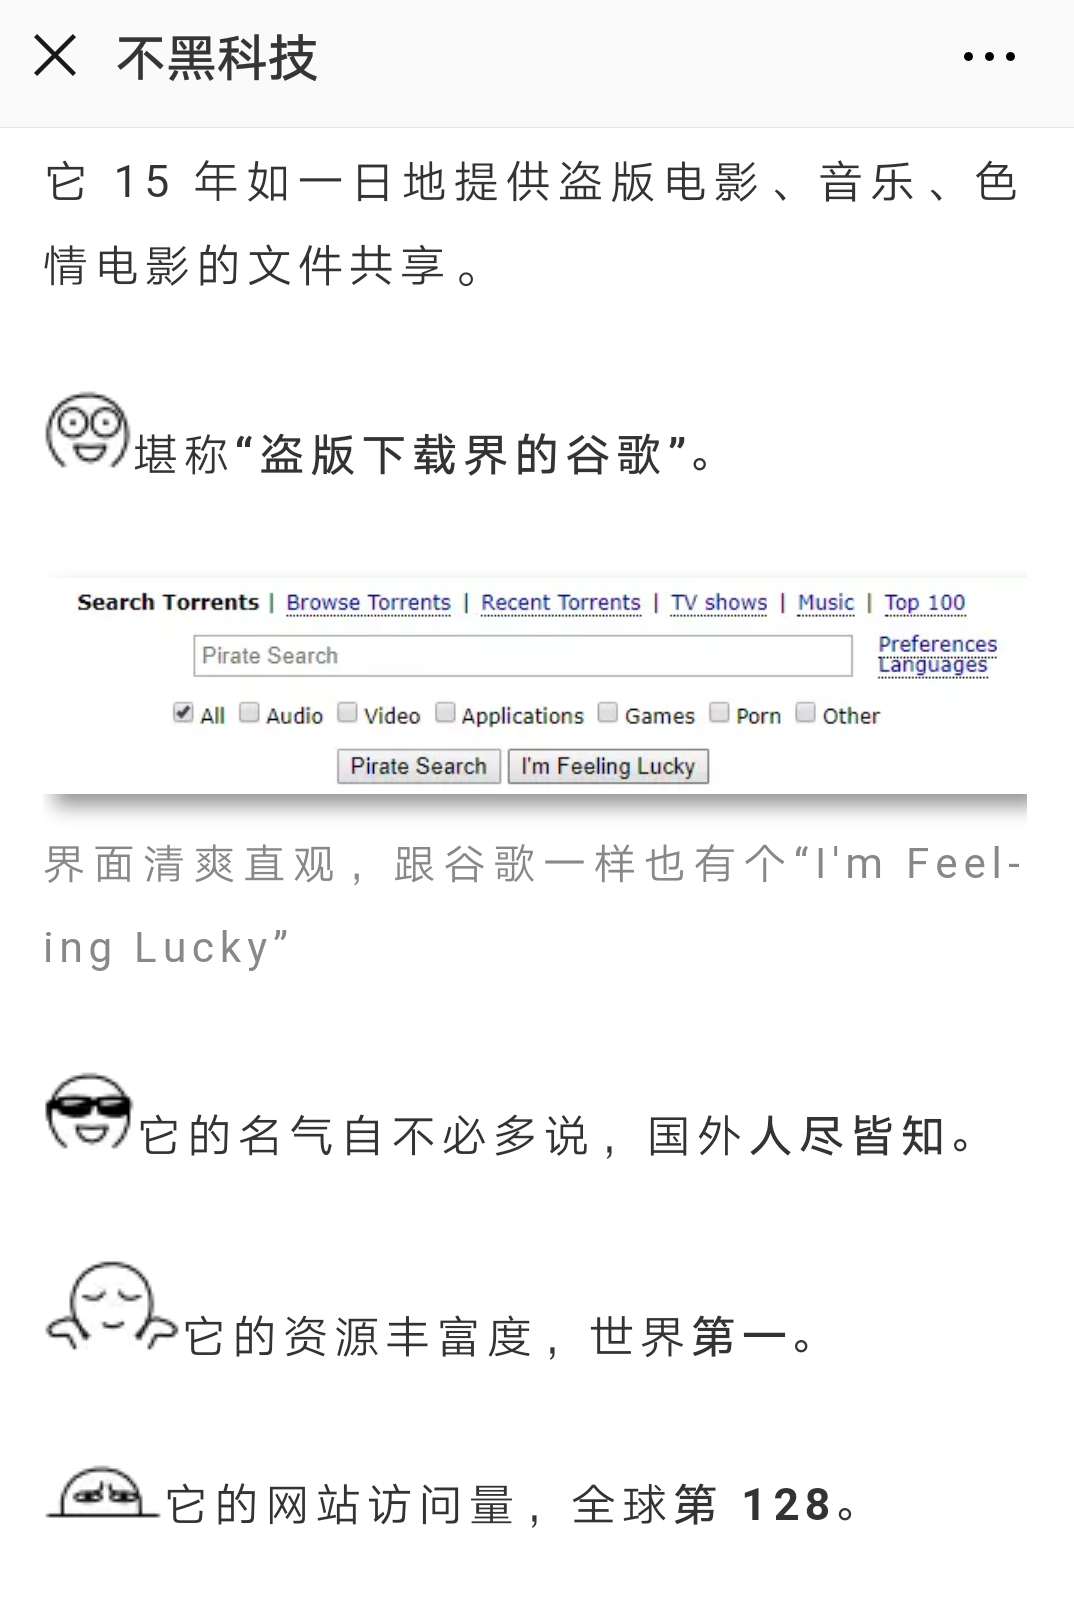 不黑科技
它 15 年如一日地提供盗版电影、音乐、色
情电影的文件共享。
堪称“盗版下载界的谷歌”。
Search Torrents | Browse Torrents | Recent Torrents | TV shows | Music | Top 100
Pirate Search
Preferences
Languages
All Audio Video Applications Games Porn Other
Pirate Search I'm Feeling Lucky
界面清爽直观，跟谷歌一样也有个“I'm Feel-
ing Lucky”
它的名气自不必多说，国外人尽皆知。
它的资源丰富度，世界第一。
它的网站访问量，全球第 128。